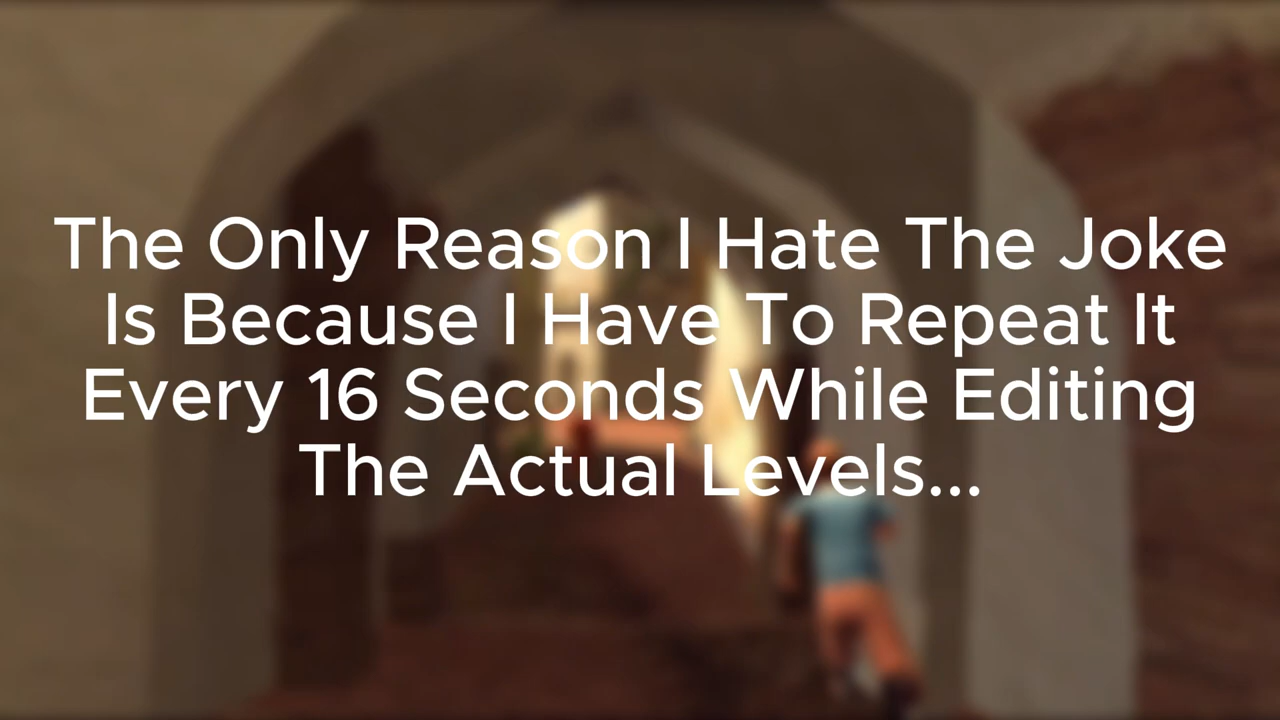 The Only Reason I Hate The Joke
Is Because I Have To Repeat It
Every 16 Seconds While Editing
The Actual Levels...